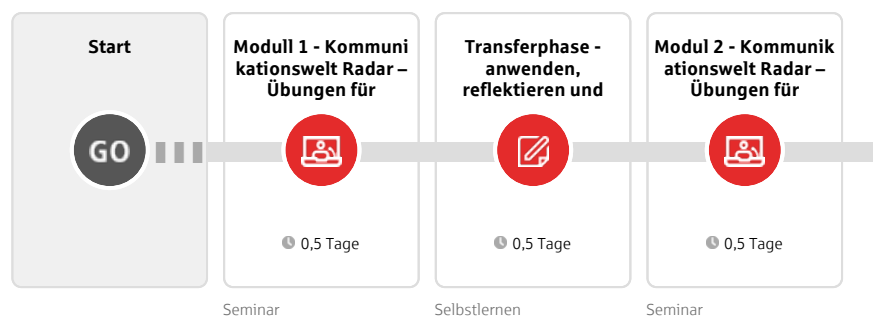 Start
GO
Modull 1 - Kommuni
kationswelt Radar –
Übungen für
0,5 Tage
Seminar
Transferphase -
anwenden,
reflektieren und
0,5 Tage
Selbstlernen
Modul 2 - Kommunik
ationswelt Radar –
Übungen für
0,5 Tage
Seminar